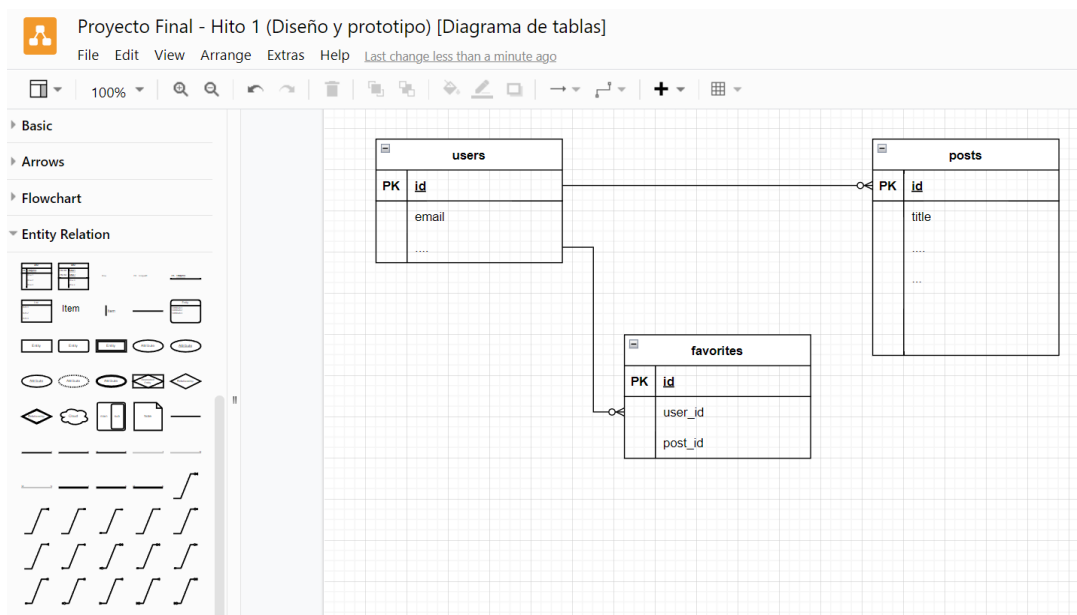 Proyecto Final - Hito 1 (Diseño y prototipo) [Diagrama de tablas]
File Edit View Arrange Extras Help Last change less than a minute ago
100%
Basic
Arrows
Flowchart
Entity Relation
Item
users
PK id
email
....
posts
PK id
title
....
...
favorites
PK id
user_id
post_id